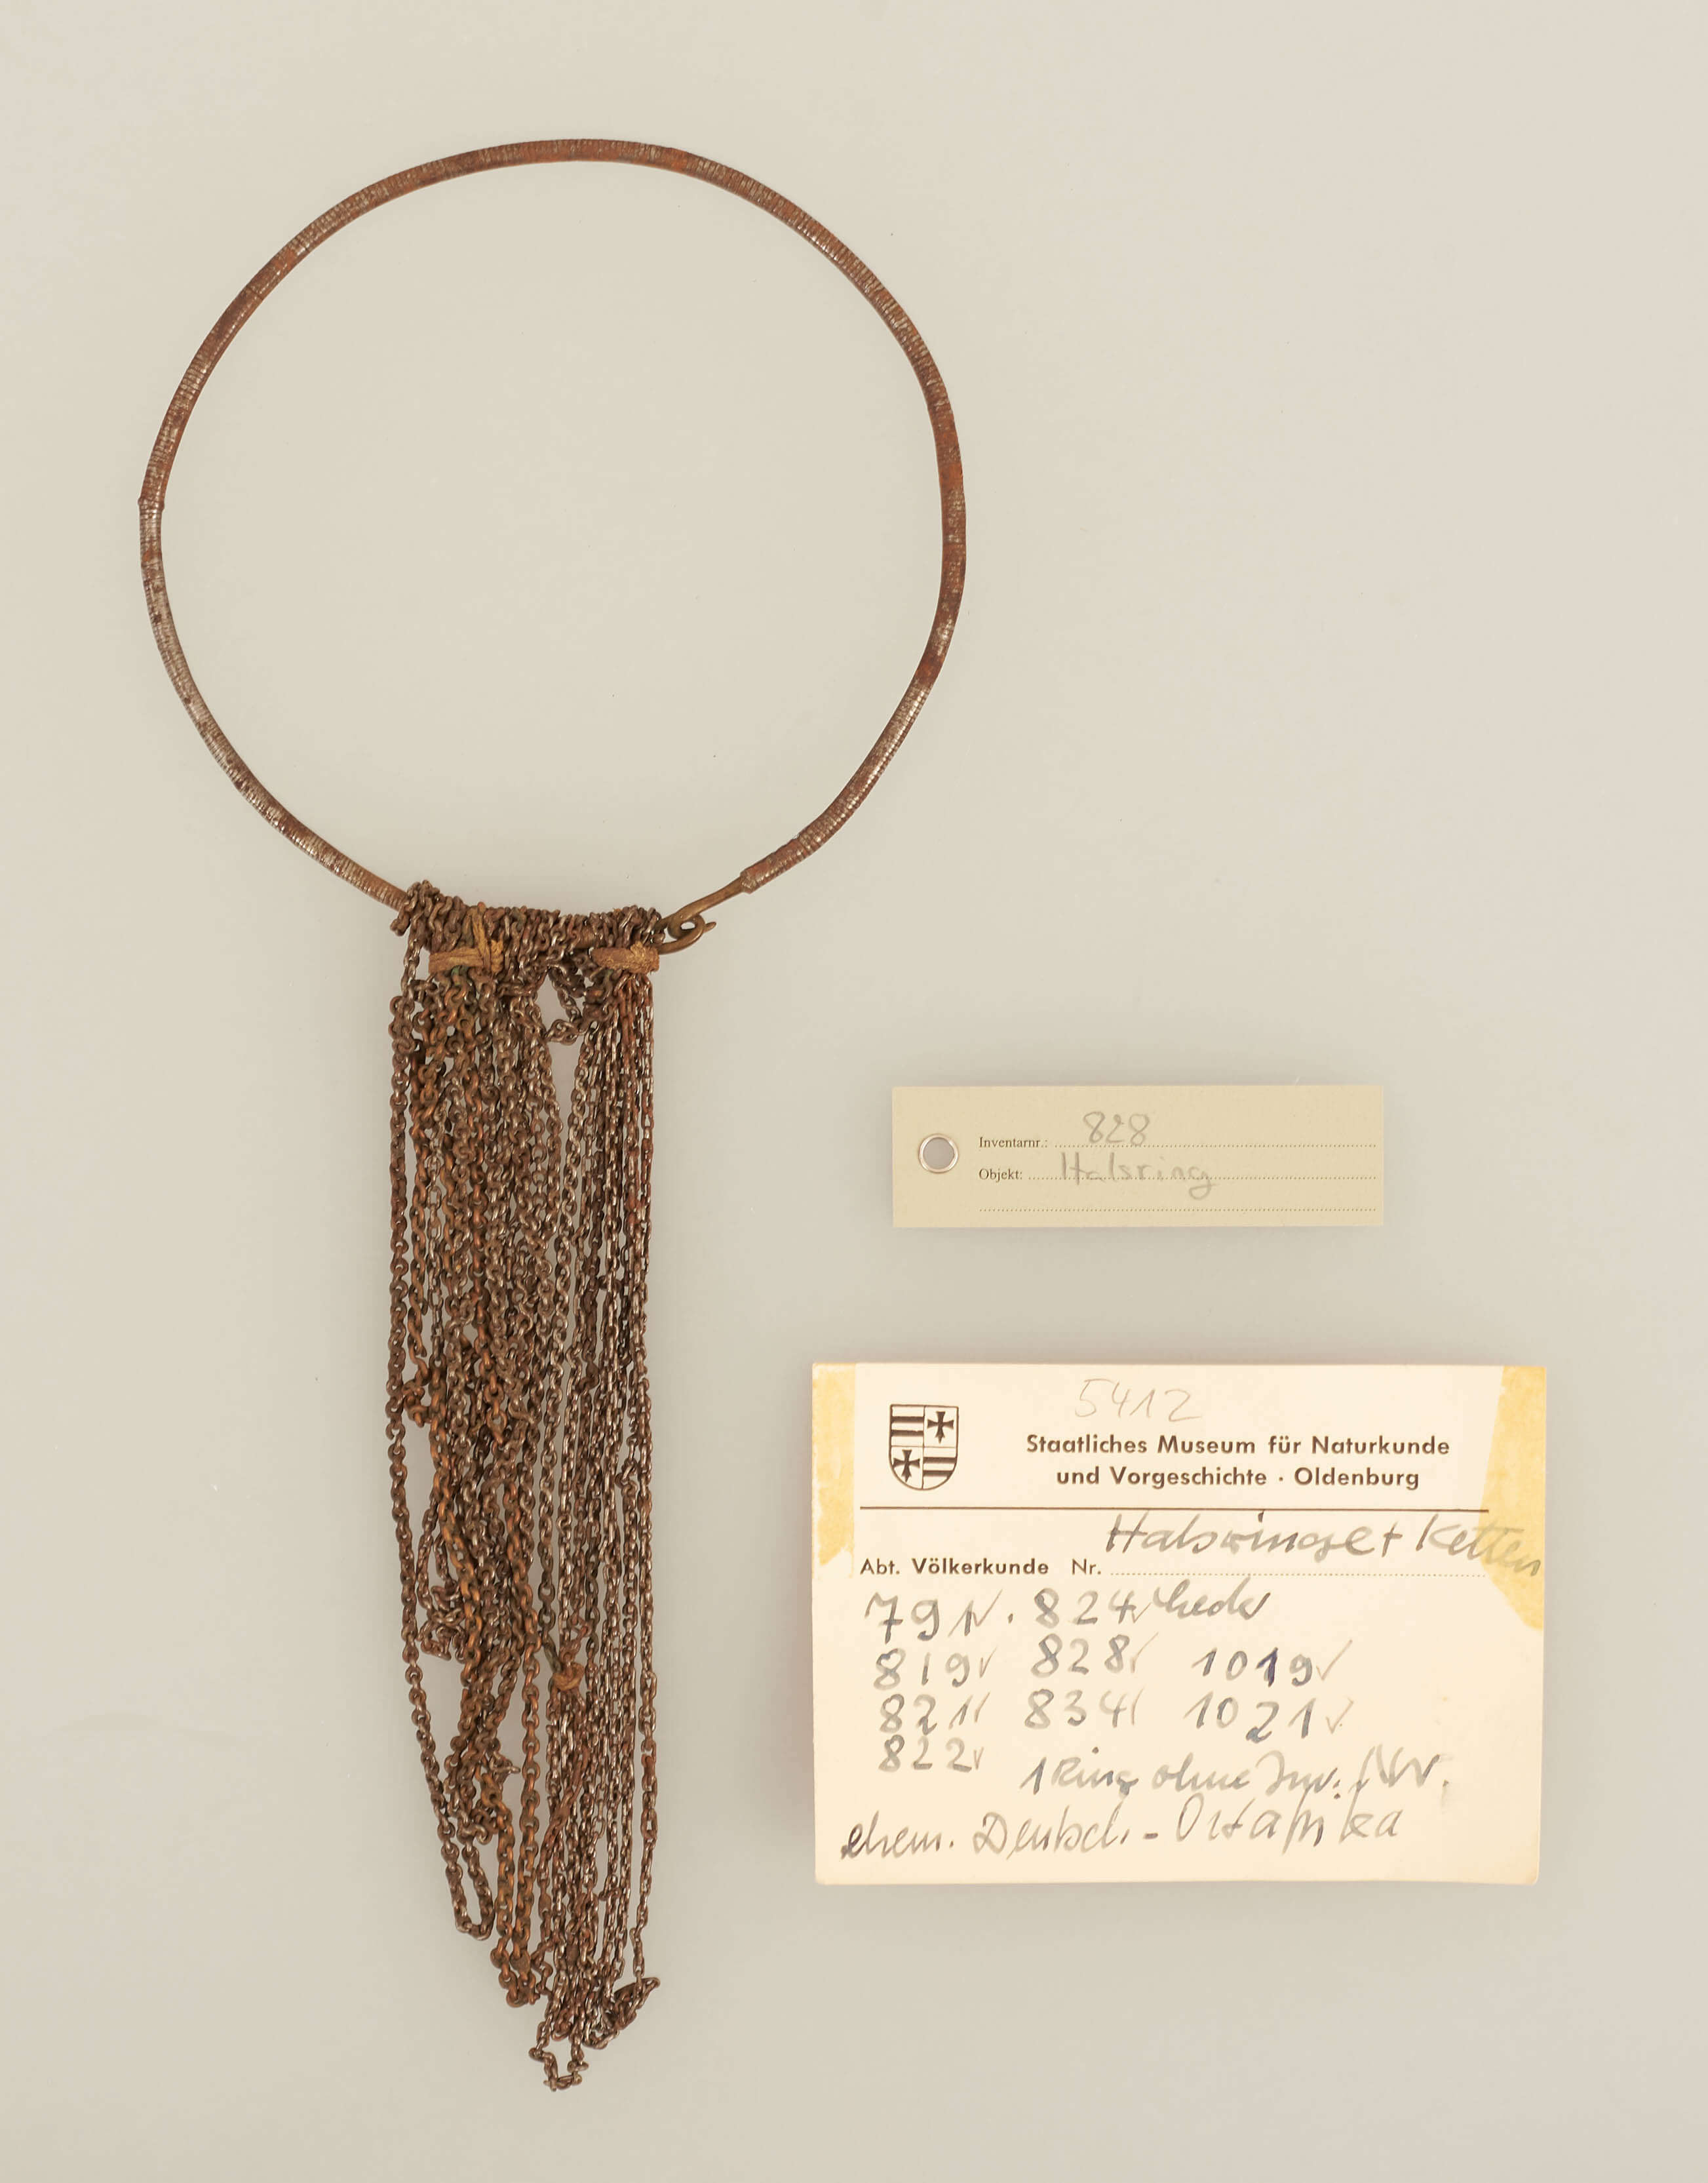 Inventarnr.: 828
Objekt: Halsring
5412
Staatliches Museum für Naturkunde
und Vorgeschichte · Oldenburg
Halsringe + Ketten
Abt. Völkerkunde Nr.
791✓. 824✓
819✓ 828✓ 1019✓
821✓ 834✓ 1021✓
822✓ 1 Ring ohne Inv. Nr.
ehem. Deutsch-Ostafrika